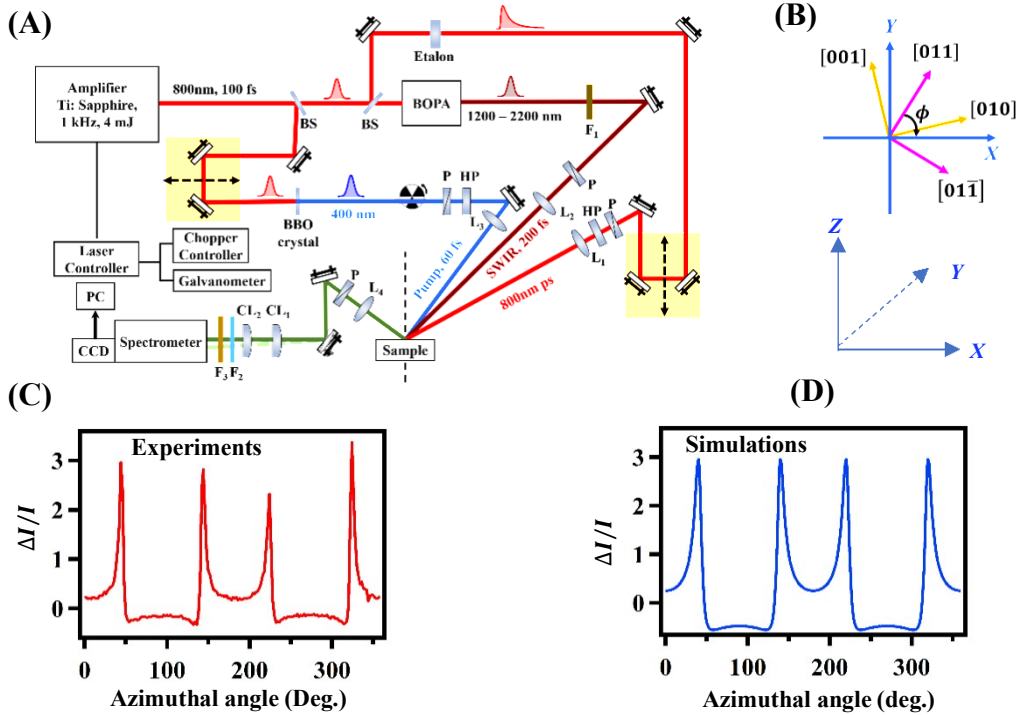 (A)
Amplifier
Ti: Sapphire,
1 kHz, 4 mJ
800nm, 100 fs
BS
BS
Etalon
BOPA
1200 – 2200 nm
F₁
BBO
crystal
400 nm
P HP
L₃
P
L₂
HP P
L₁
Pump, 60 fs
SWIR, 200 fs
800nm ps
Laser
Controller
Chopper
Controller
Galvanometer
PC
CCD
Spectrometer
F₃ F₂
CL₂ CL₁
P
L₄
Sample
(B)
Y
[001]
[011]
ϕ
[010]
X
[011̅]
Z
Y
X
(C)
Experiments
ΔI/I
3
2
1
0
0 100 200 300
Azimuthal angle (Deg.)
(D)
Simulations
ΔI/I
3
2
1
0
0 100 200 300
Azimuthal angle (deg.)